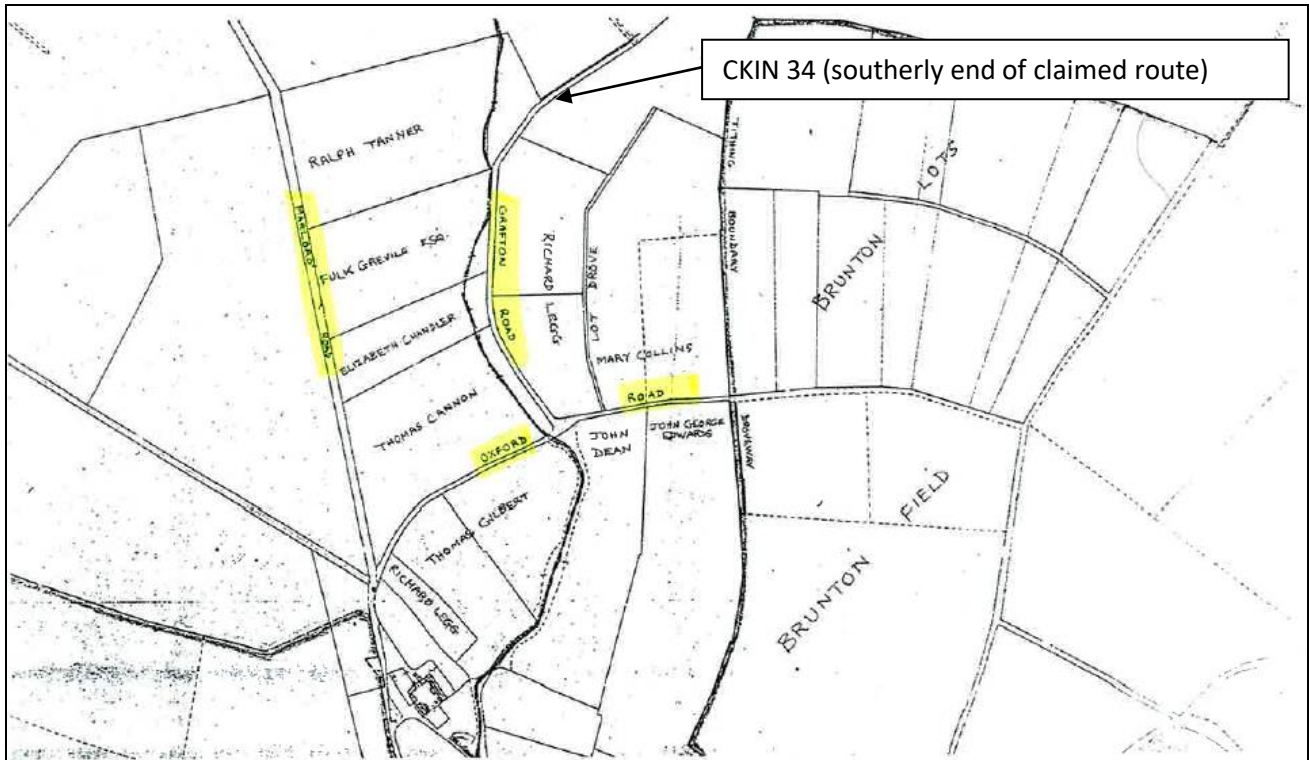 CKIN 34 (southerly end of claimed route)
RALPH TANNER
TITHING
LOTS
GRAFTON
FULK GREVILE ESQ.
RICHARD
DROVE
BOUNDARY
BRUNTON
ROAD
LEGG
LOT
ELIZABETH CHANDLER
ROAD
MARY COLLINS
ROAD
THOMAS CANNON
JOHN
DEAN
JOHN GEORGE
EDWARDS
DROVEWAY
OXFORD
FIELD
THOMAS GILBERT
RICHARD LEGG
BRUNTON